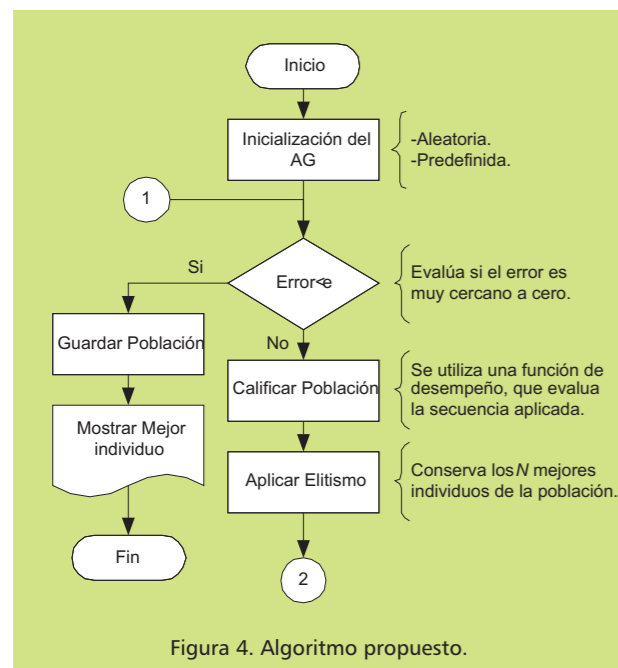 Inicio
Inicialización del
AG
-Aleatoria.
-Predefinida.
1
Si
Error<e
Evalúa si el error es
muy cercano a cero.
Guardar Población
No
Calificar Población
Se utiliza una función de
desempeño, que evalua
la secuencia aplicada.
Mostrar Mejor
individuo
Aplicar Elitismo
Conserva los N mejores
individuos de la población.
Fin
2
Figura 4. Algoritmo propuesto.